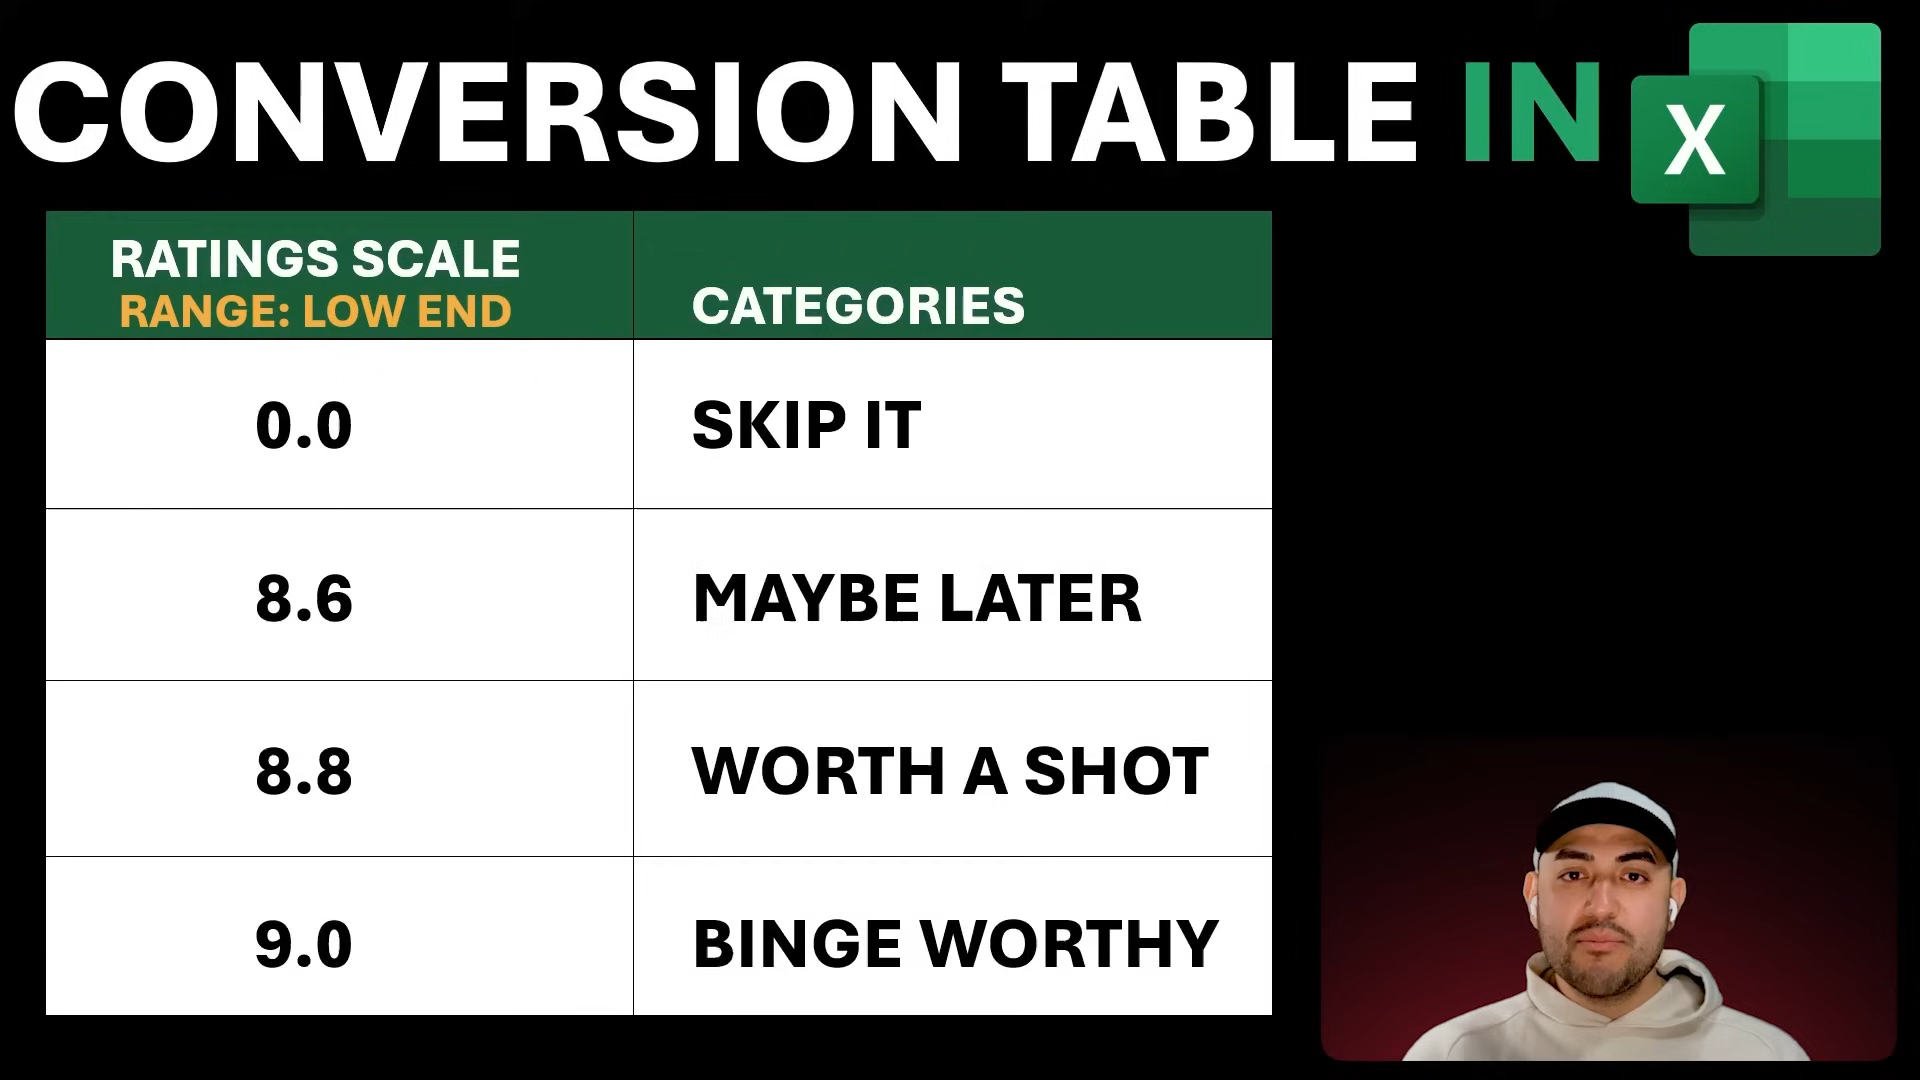 CONVERSION TABLE IN
X
RATINGS SCALE
RANGE: LOW END
CATEGORIES
0.0 SKIP IT
8.6 MAYBE LATER
8.8 WORTH A SHOT
9.0 BINGE WORTHY